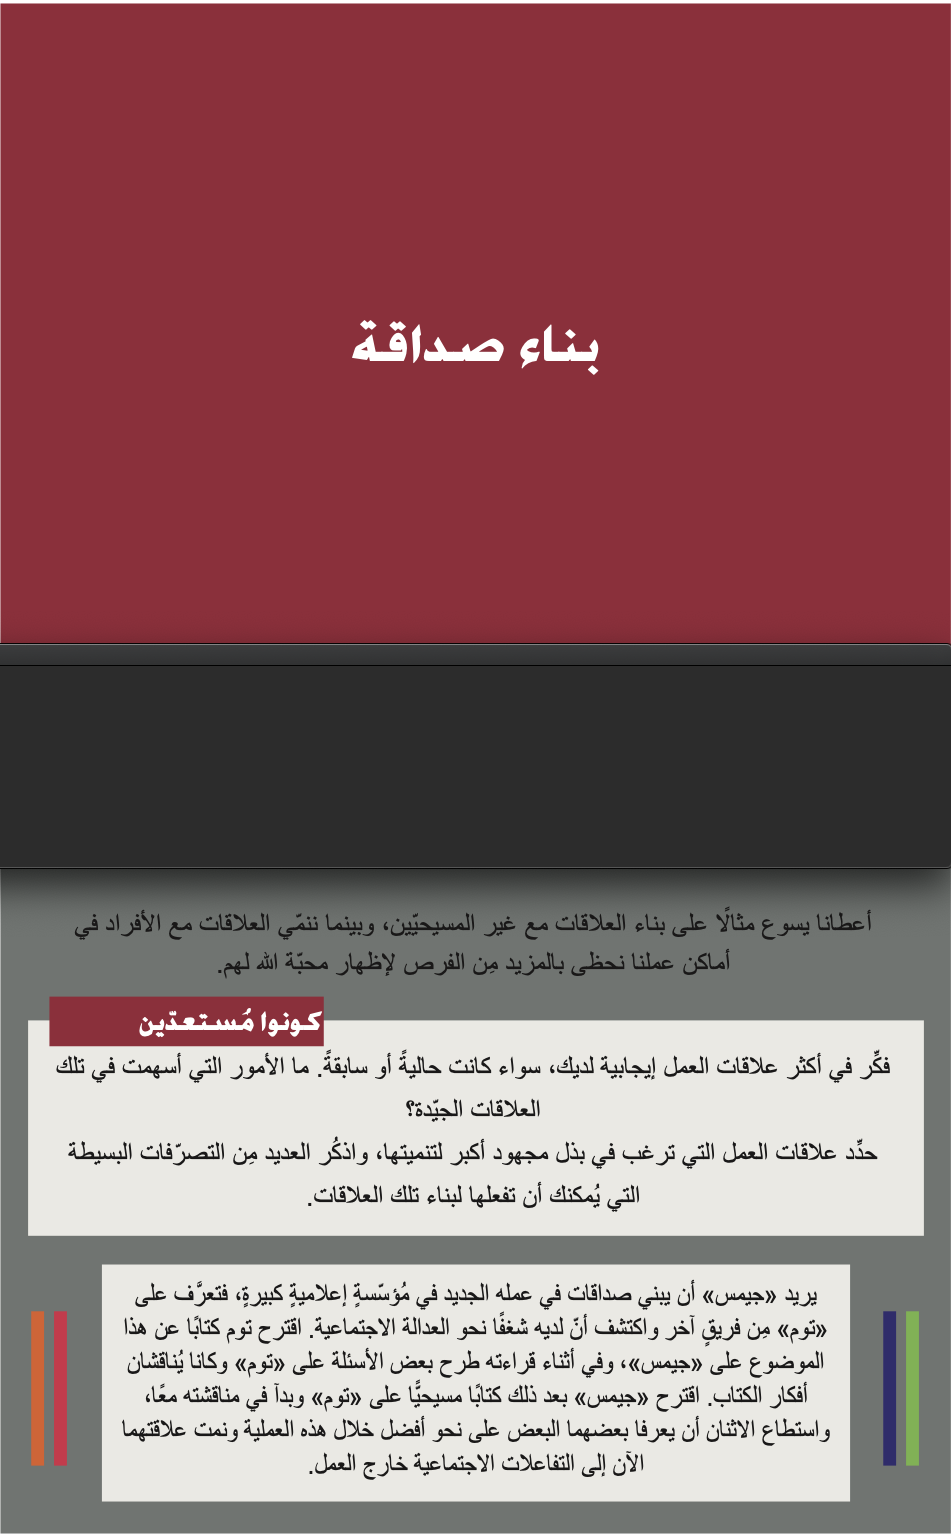 بناء صداقة
أعطانا يسوع مثالًا على بناء العلاقات مع غير المسيحيّين، وبينما ننمّي العلاقات مع الأفراد في
أماكن عملنا نحظى بالمزيد مِن الفرص لإظهار محبّة الله لهم.
كونوا مُستعدّين
فكِّر في أكثر علاقات العمل إيجابية لديك، سواء كانت حاليةً أو سابقةً. ما الأمور التي أسهمت في تلك
العلاقات الجيّدة؟
حدِّد علاقات العمل التي ترغب في بذل مجهود أكبر لتنميتها، واذكُر العديد مِن التصرّفات البسيطة
التي يُمكنك أن تفعلها لبناء تلك العلاقات.
يريد «جيمس» أن يبني صداقات في عمله الجديد في مُؤسّسةٍ إعلاميةٍ كبيرةٍ، فتعرَّف على
«توم» مِن فريقٍ آخر واكتشف أنّ لديه شغفًا نحو العدالة الاجتماعية. اقترح توم كتابًا عن هذا
الموضوع على «جيمس»، وفي أثناء قراءته طرح بعض الأسئلة على «توم» وكانا يُناقشان
أفكار الكتاب. اقترح «جيمس» بعد ذلك كتابًا مسيحيًّا على «توم» وبدآ في مناقشته معًا،
واستطاع الاثنان أن يعرفا بعضهما البعض على نحو أفضل خلال هذه العملية ونمت علاقتهما
الآن إلى التفاعلات الاجتماعية خارج العمل.